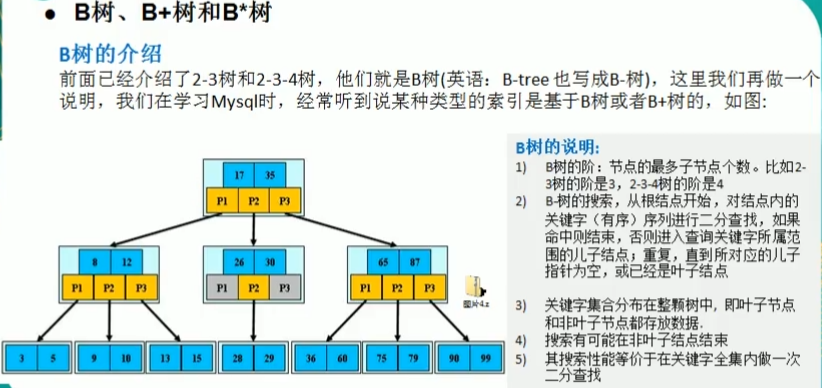 ● B树、B+树和B*树
B树的介绍
前面已经介绍了2-3树和2-3-4树，他们就是B树(英语：B-tree 也写成B-树)，这里我们再做一个
说明，我们在学习Mysql时，经常听到说某种类型的索引是基于B树或者B+树的，如图:
17 35
P1 P2 P3
8 12
P1 P2 P3
26 30
P1 P2 P3
65 87
P1 P2 P3
3 5
9 10
13 15
28 29
36 60
75 79
90 99
图片4.z
B树的说明:
1) B树的阶：节点的最多子节点个数。比如2-
3树的阶是3，2-3-4树的阶是4
2) B-树的搜索，从根结点开始，对结点内的
关键字（有序）序列进行二分查找，如果
命中则结束，否则进入查询关键字所属范
围的儿子结点；重复，直到所对应的儿子
指针为空，或已经是叶子结点
3) 关键字集合分布在整颗树中, 即叶子节点
和非叶子节点都存放数据.
4) 搜索有可能在非叶子结点结束
5) 其搜索性能等价于在关键字全集内做一次
二分查找